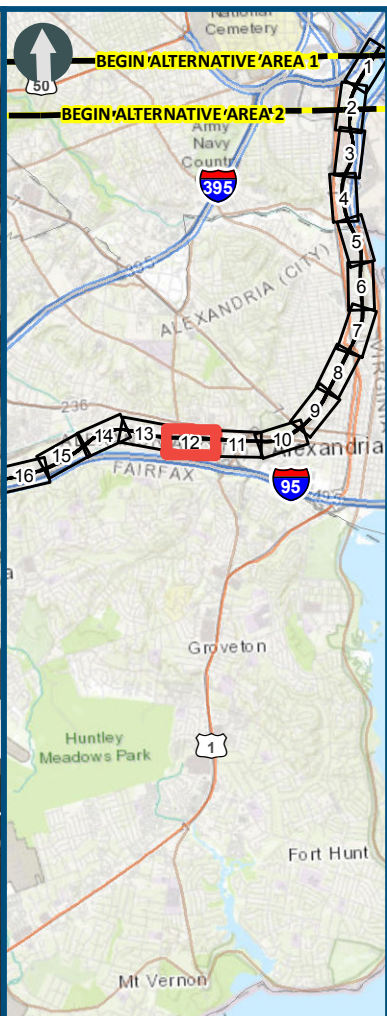 National
Cemetery
50
BEGIN ALTERNATIVE AREA 1
1
BEGIN ALTERNATIVE AREA 2
2
Army
Navy
Country
3
395
4
5
395
ALEXANDRIA (CITY)
6
7
8
236
9
14
13
12
11
10
Alexandria
15
16
FAIRFAX
95
495
Groveton
Huntley
Meadows Park
1
Fort Hunt
Mt Vernon